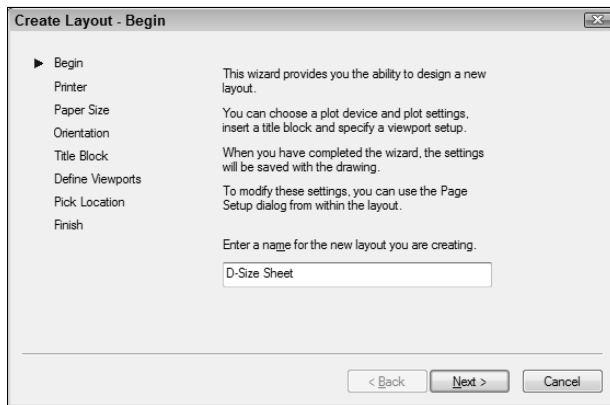 Create Layout - Begin
Begin
Printer
Paper Size
Orientation
Title Block
Define Viewports
Pick Location
Finish
This wizard provides you the ability to design a new
layout.
You can choose a plot device and plot settings,
insert a title block and specify a viewport setup.
When you have completed the wizard, the settings
will be saved with the drawing.
To modify these settings, you can use the Page
Setup dialog from within the layout.
Enter a name for the new layout you are creating.
D-Size Sheet
< Back
Next >
Cancel